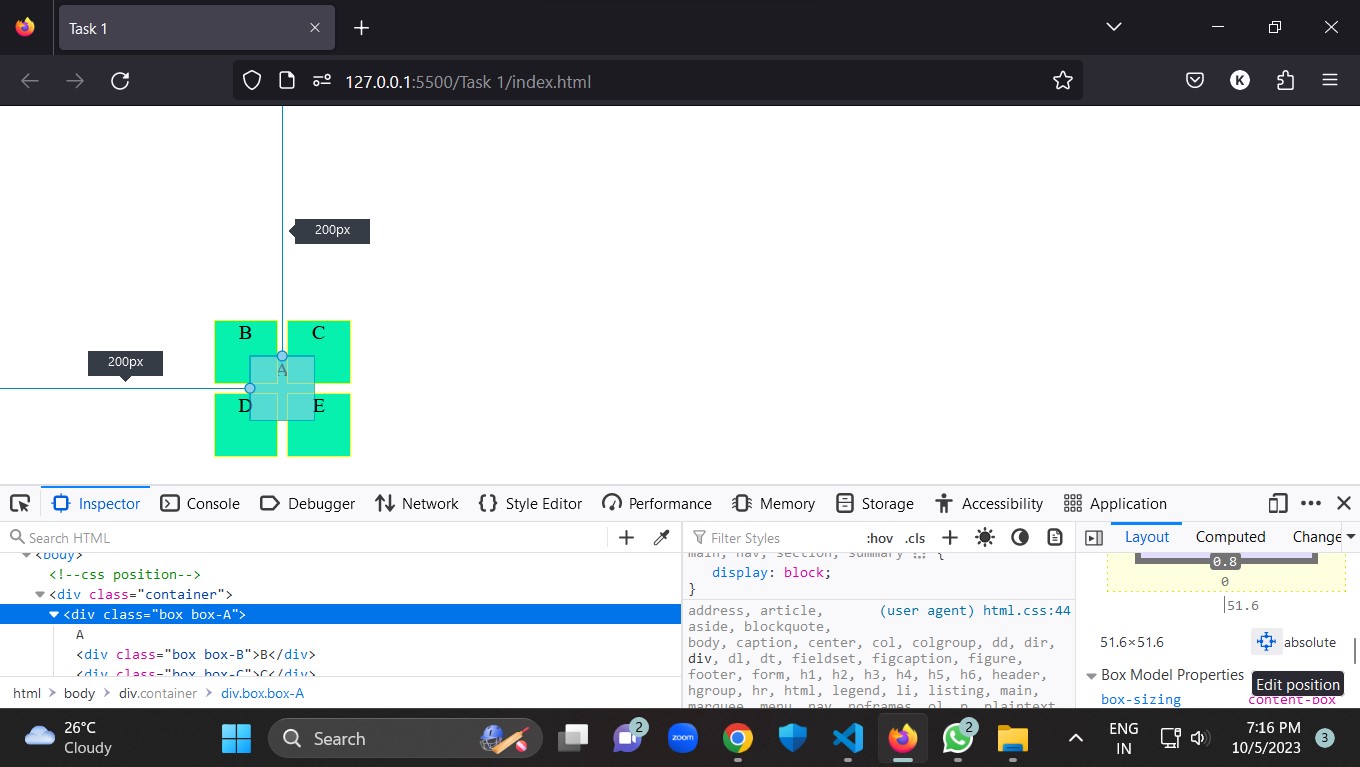 Task 1
127.0.0.1:5500/Task 1/index.html
K
200px
B C
200px
A
D E
Inspector Console Debugger Network Style Editor Performance Memory Storage Accessibility Application
Search HTML
Filter Styles :hov .cls
Layout Computed Change
<body>
<!--css position-->
<div class="container">
<div class="box box-A">
A
<div class="box box-B">B</div>
<div class="box box-C">C</div>
html body div.container div.box.box-A
main, nav, section, summary {
display: block;
}
address, article, (user agent) html.css:44
aside, blockquote,
body, caption, center, col, colgroup, dd, dir,
div, dl, dt, fieldset, figcaption, figure,
footer, form, h1, h2, h3, h4, h5, h6, header,
hgroup, hr, html, legend, li, listing, main,
marquee, menu, nav, noframes, ol, p, plaintext,
0.8
0
51.6
51.6×51.6 absolute
Box Model Properties
Edit position
box-sizing content-box
26°C
Cloudy
Search
2
zoom
2
ENG
IN
7:16 PM
10/5/2023
3